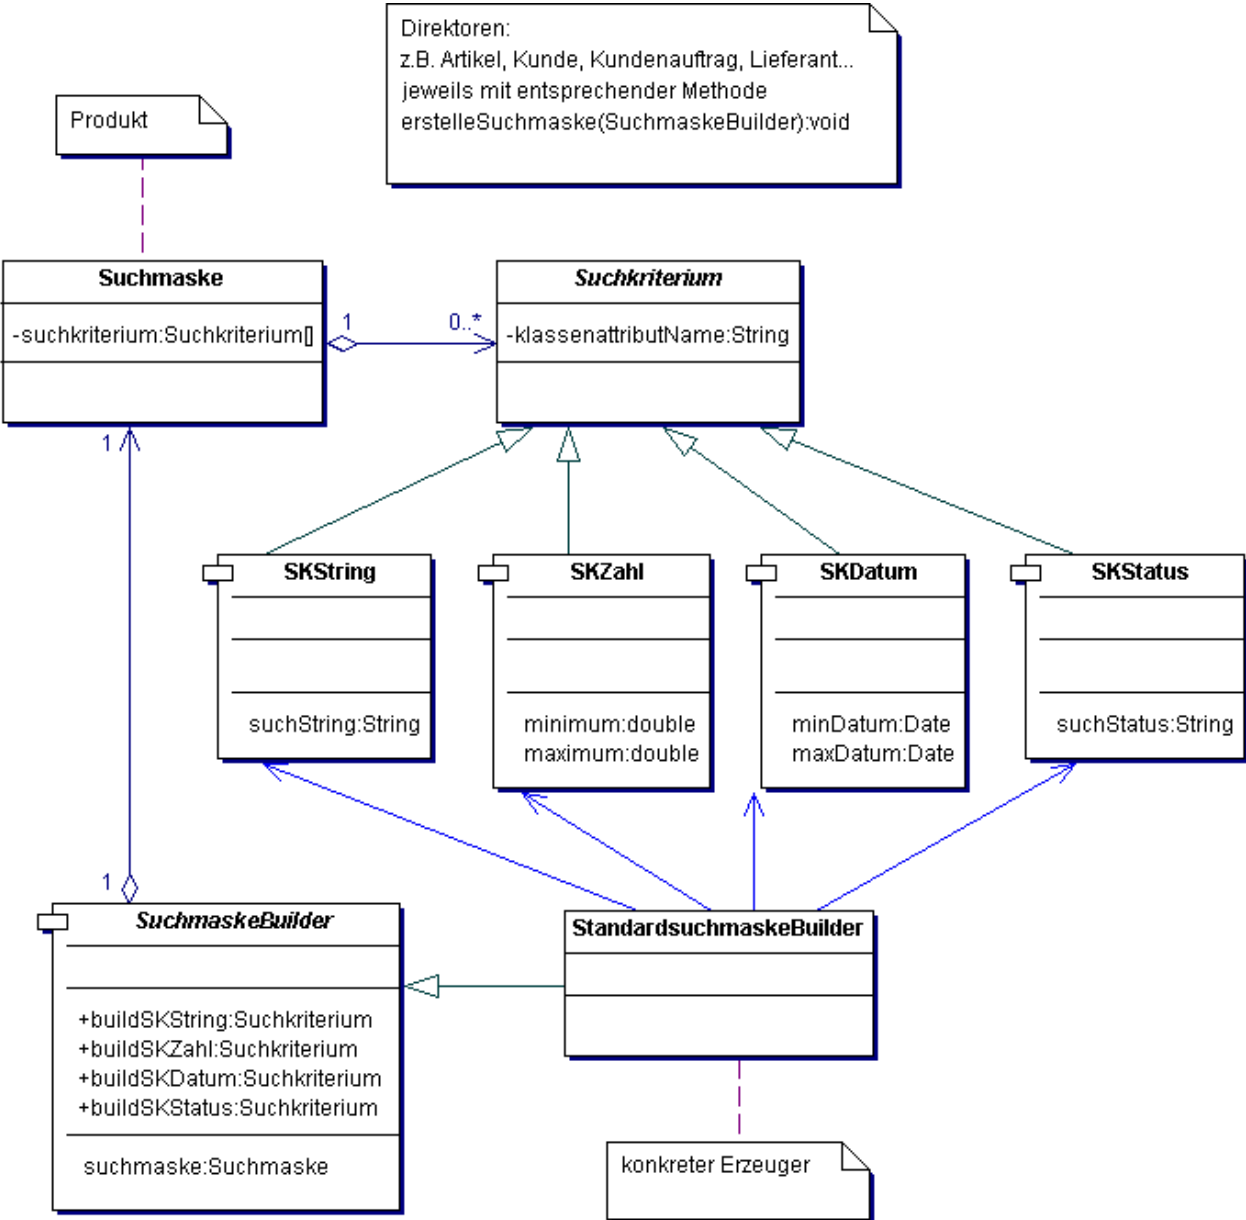 Direktoren:
z.B. Artikel, Kunde, Kundenauftrag, Lieferant...
jeweils mit entsprechender Methode
erstelleSuchmaske(SuchmaskeBuilder):void
Produkt
Suchmaske
-suchkriterium:Suchkriterium[]
1
0..*
Suchkriterium
-klassenattributName:String
1
SKString
suchString:String
SKZahl
minimum:double
maximum:double
SKDatum
minDatum:Date
maxDatum:Date
SKStatus
suchStatus:String
1
SuchmaskeBuilder
+buildSKString:Suchkriterium
+buildSKZahl:Suchkriterium
+buildSKDatum:Suchkriterium
+buildSKStatus:Suchkriterium
suchmaske:Suchmaske
StandardsuchmaskeBuilder
konkreter Erzeuger